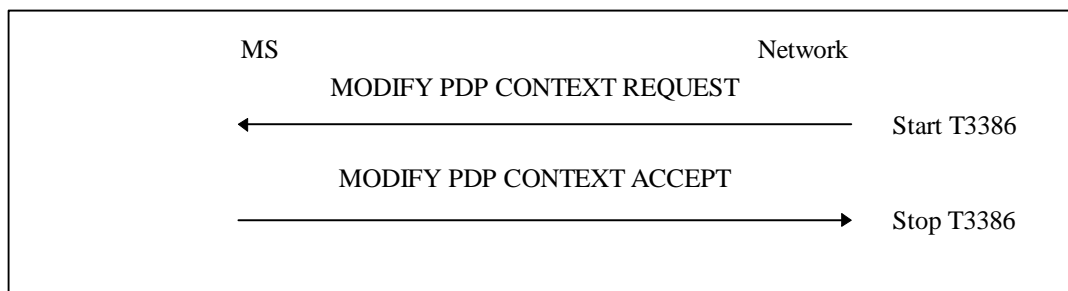 MS Network
MODIFY PDP CONTEXT REQUEST
Start T3386
MODIFY PDP CONTEXT ACCEPT
Stop T3386